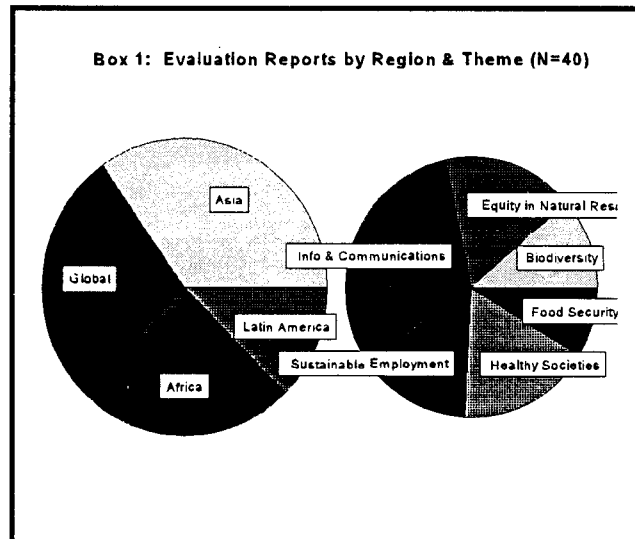 Box 1: Evaluation Reports by Region & Theme (N=40)
Asia
Global
Latin America
Africa
Equity in Natural Reso
Info & Communications
Biodiversity
Food Security
Sustainable Employment
Healthy Societies